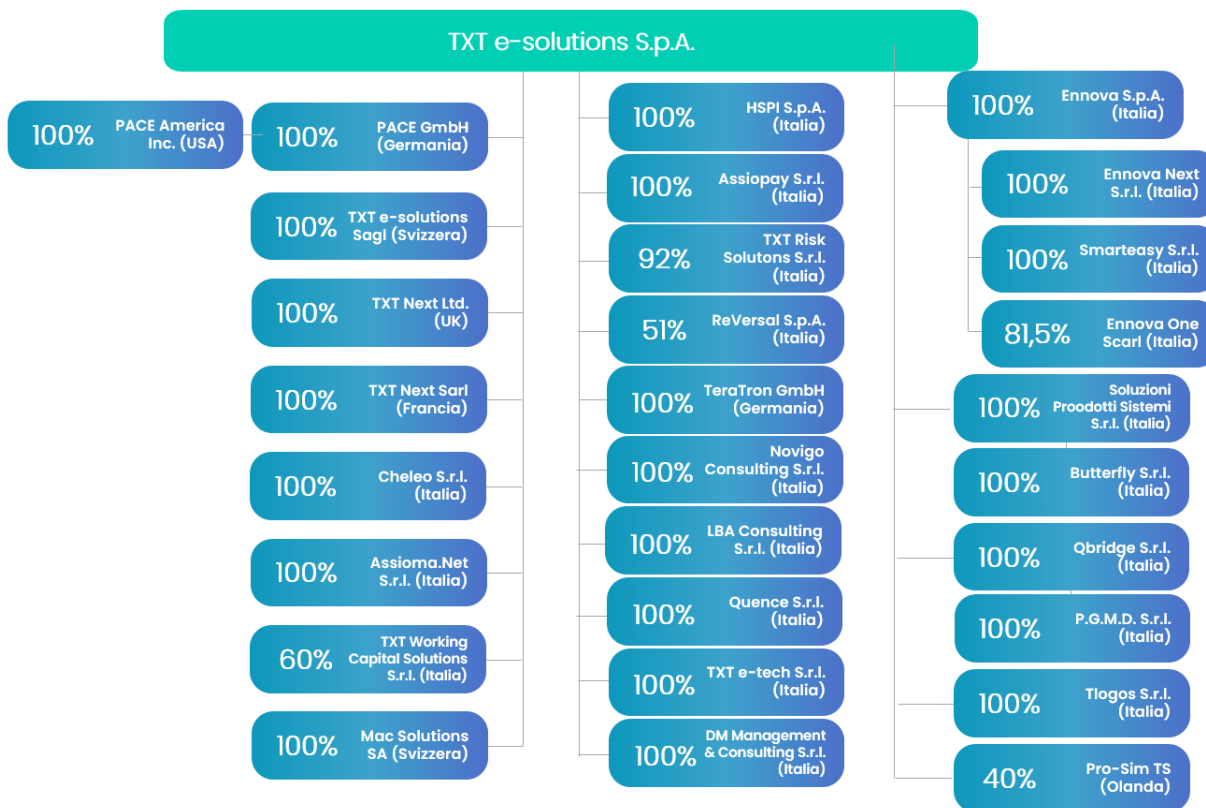 TXT e-solutions S.p.A.
100%
PACE America
Inc. (USA)
100%
PACE GmbH
(Germania)
100%
TXT e-solutions
Sagl (Svizzera)
100%
TXT Next Ltd.
(UK)
100%
TXT Next Sarl
(Francia)
100%
Cheleo S.r.l.
(Italia)
100%
Assioma.Net
S.r.l. (Italia)
60%
TXT Working
Capital Solutions
S.r.l. (Italia)
100%
Mac Solutions
SA (Svizzera)
100%
HSPI S.p.A.
(Italia)
100%
Assiopay S.r.l.
(Italia)
92%
TXT Risk
Solutons S.r.l.
(Italia)
51%
ReVersal S.p.A.
(Italia)
100%
TeraTron GmbH
(Germania)
100%
Novigo
Consulting S.r.l.
(Italia)
100%
LBA Consulting
S.r.l. (Italia)
100%
Quence S.r.l.
(Italia)
100%
TXT e-tech S.r.l.
(Italia)
100%
DM Management
& Consulting S.r.l.
(Italia)
100%
Ennova S.p.A.
(Italia)
100%
Ennova Next
S.r.l. (Italia)
100%
Smarteasy S.r.l.
(Italia)
81,5%
Ennova One
Scarl (Italia)
100%
Soluzioni
Proodotti Sistemi
S.r.l. (Italia)
100%
Butterfly S.r.l.
(Italia)
100%
Qbridge S.r.l.
(Italia)
100%
P.G.M.D. S.r.l.
(Italia)
100%
Tlogos S.r.l.
(Italia)
40%
Pro-Sim TS
(Olanda)